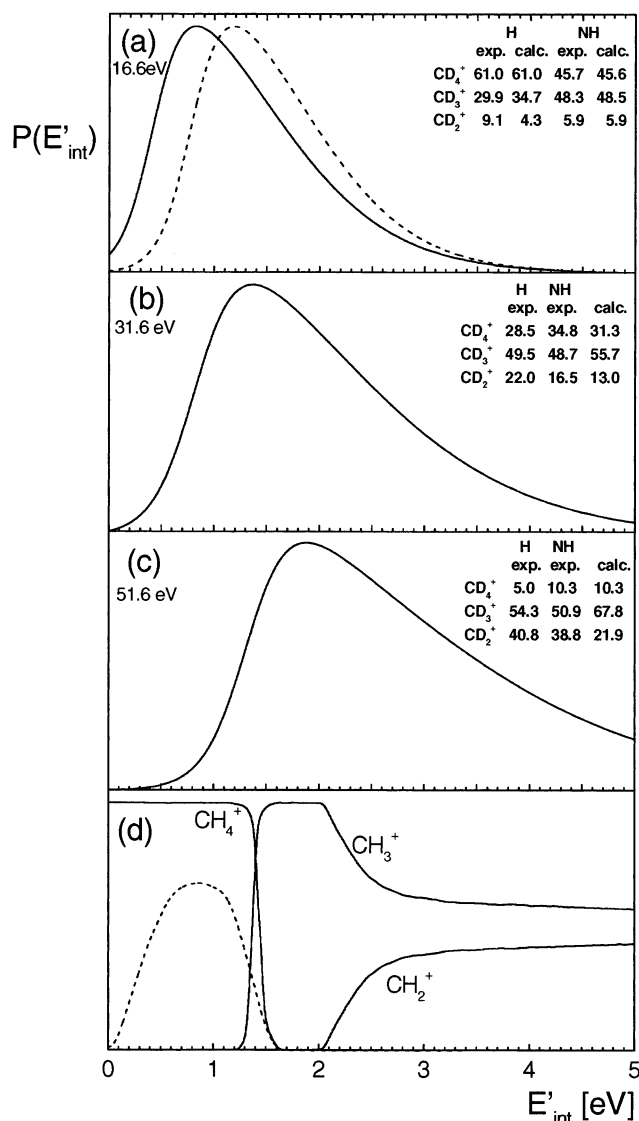 (a)
16.6eV
H NH
exp. calc. exp. calc.
CD₄⁺ 61.0 61.0 45.7 45.6
CD₃⁺ 29.9 34.7 48.3 48.5
CD₂⁺ 9.1 4.3 5.9 5.9
P(E'int)
(b)
31.6 eV
H NH
exp. exp. calc.
CD₄⁺ 28.5 34.8 31.3
CD₃⁺ 49.5 48.7 55.7
CD₂⁺ 22.0 16.5 13.0
(c)
51.6 eV
H NH
exp. exp. calc.
CD₄⁺ 5.0 10.3 10.3
CD₃⁺ 54.3 50.9 67.8
CD₂⁺ 40.8 38.8 21.9
(d)
CH₄⁺
CH₃⁺
CH₂⁺
0 1 2 3 4 5
E'int [eV]